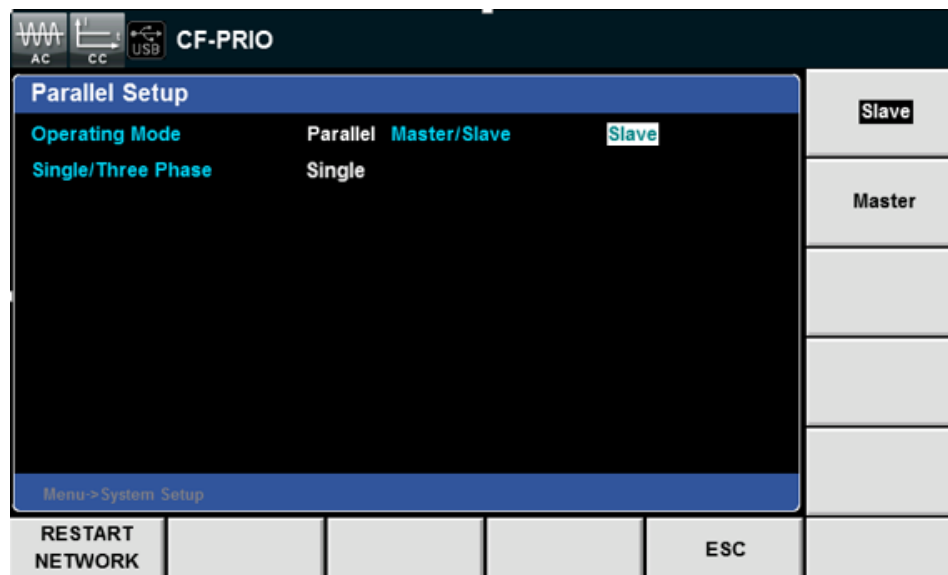 AC CC USB CF-PRIO
Parallel Setup
Operating Mode Parallel Master/Slave Slave
Single/Three Phase Single
Menu->System Setup
Slave
Master
RESTART
NETWORK
ESC